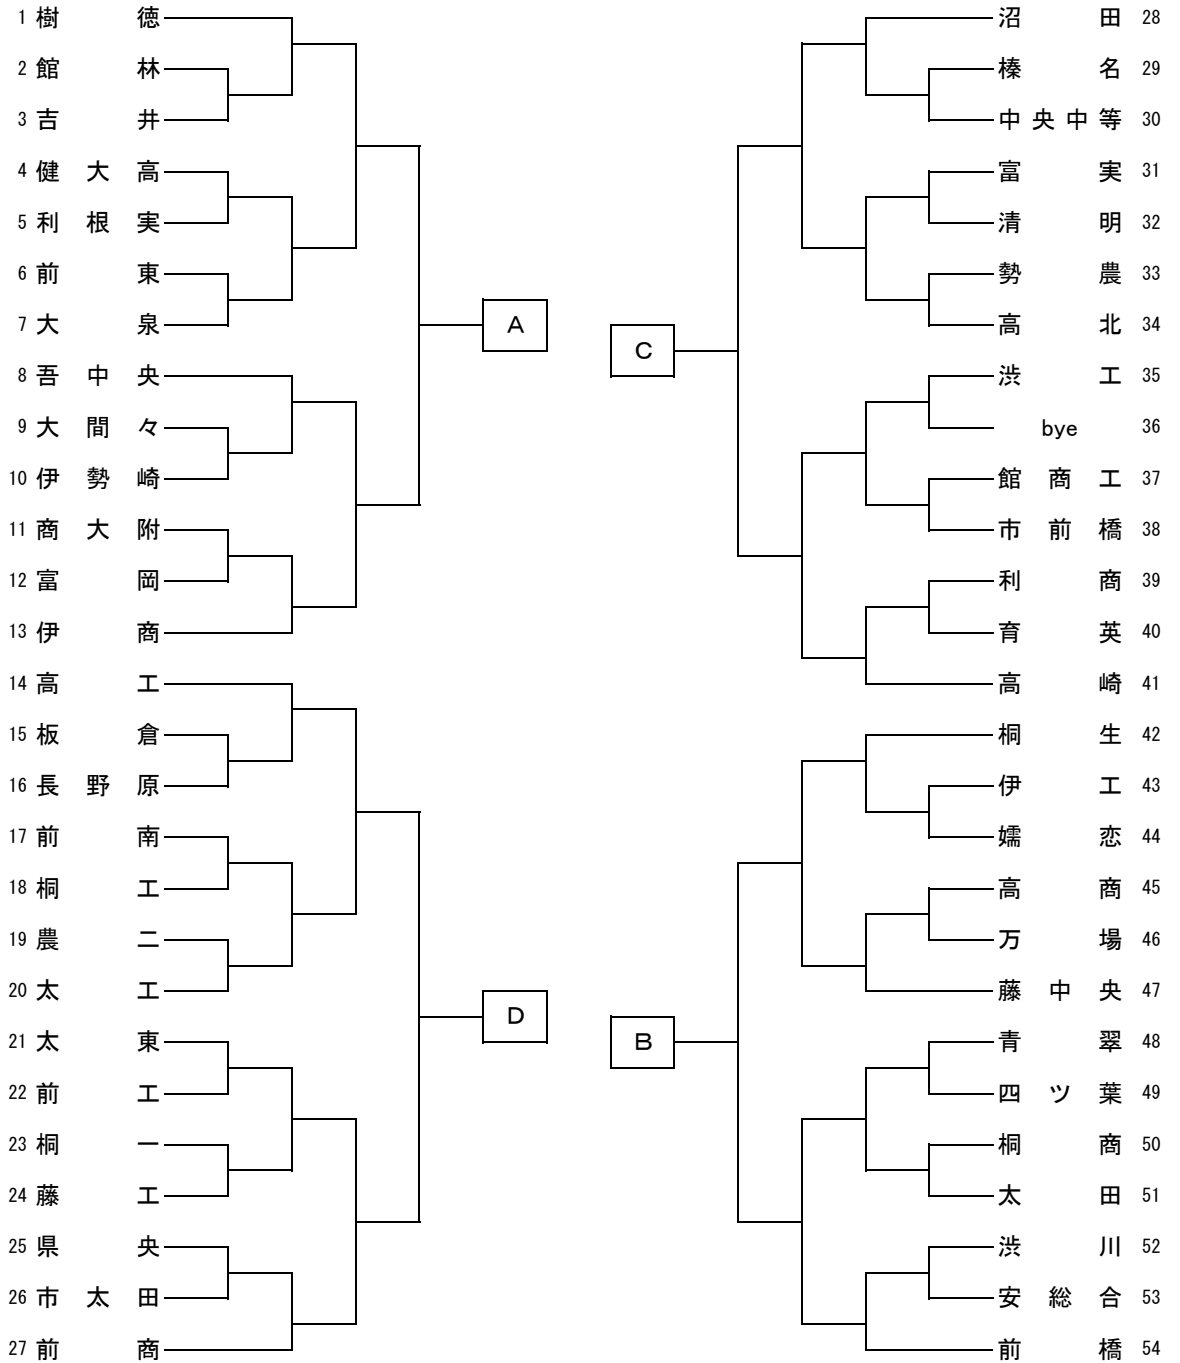 1 樹徳
2 館林
3 吉井
4 健大高
5 利根実
6 前東
7 大泉
8 吾中央
9 大間々
10 伊勢崎
11 商大附
12 富岡
13 伊商
14 高工
15 板倉
16 長野原
17 前南
18 桐工
19 農二
20 太工
21 太東
22 前工
23 桐一
24 藤工
25 県央
26 市太田
27 前商
A
D
C
B
沼田 28
榛名 29
中央中等 30
富実 31
清明 32
勢農 33
高北 34
渋工 35
bye 36
館商工 37
市前橋 38
利商 39
育英 40
高崎 41
桐生 42
伊工 43
嬬恋 44
高商 45
万場 46
藤中央 47
青翠 48
四ツ葉 49
桐商 50
太田 51
渋川 52
安総合 53
前橋 54